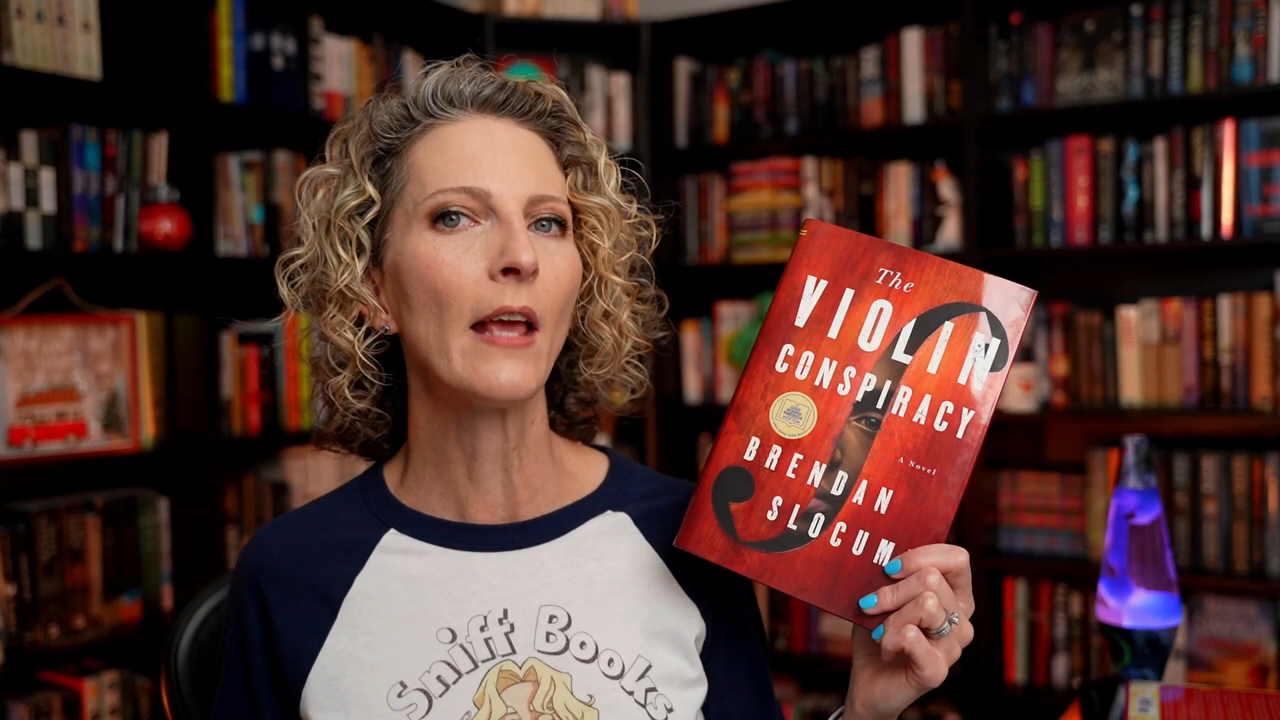 The
VIOLIN
CONSPIRACY
A Novel
BRENDAN
SLOCUM
Sniff Books